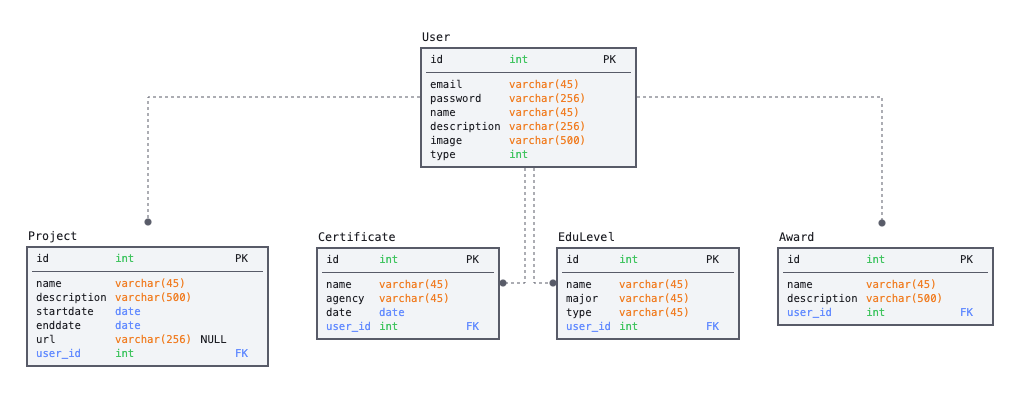 User
id int PK
email varchar(45)
password varchar(256)
name varchar(45)
description varchar(256)
image varchar(500)
type int
Project
id int PK
name varchar(45)
description varchar(500)
startdate date
enddate date
url varchar(256) NULL
user_id int FK
Certificate
id int PK
name varchar(45)
agency varchar(45)
date date
user_id int FK
EduLevel
id int PK
name varchar(45)
major varchar(45)
type varchar(45)
user_id int FK
Award
id int PK
name varchar(45)
description varchar(500)
user_id int FK